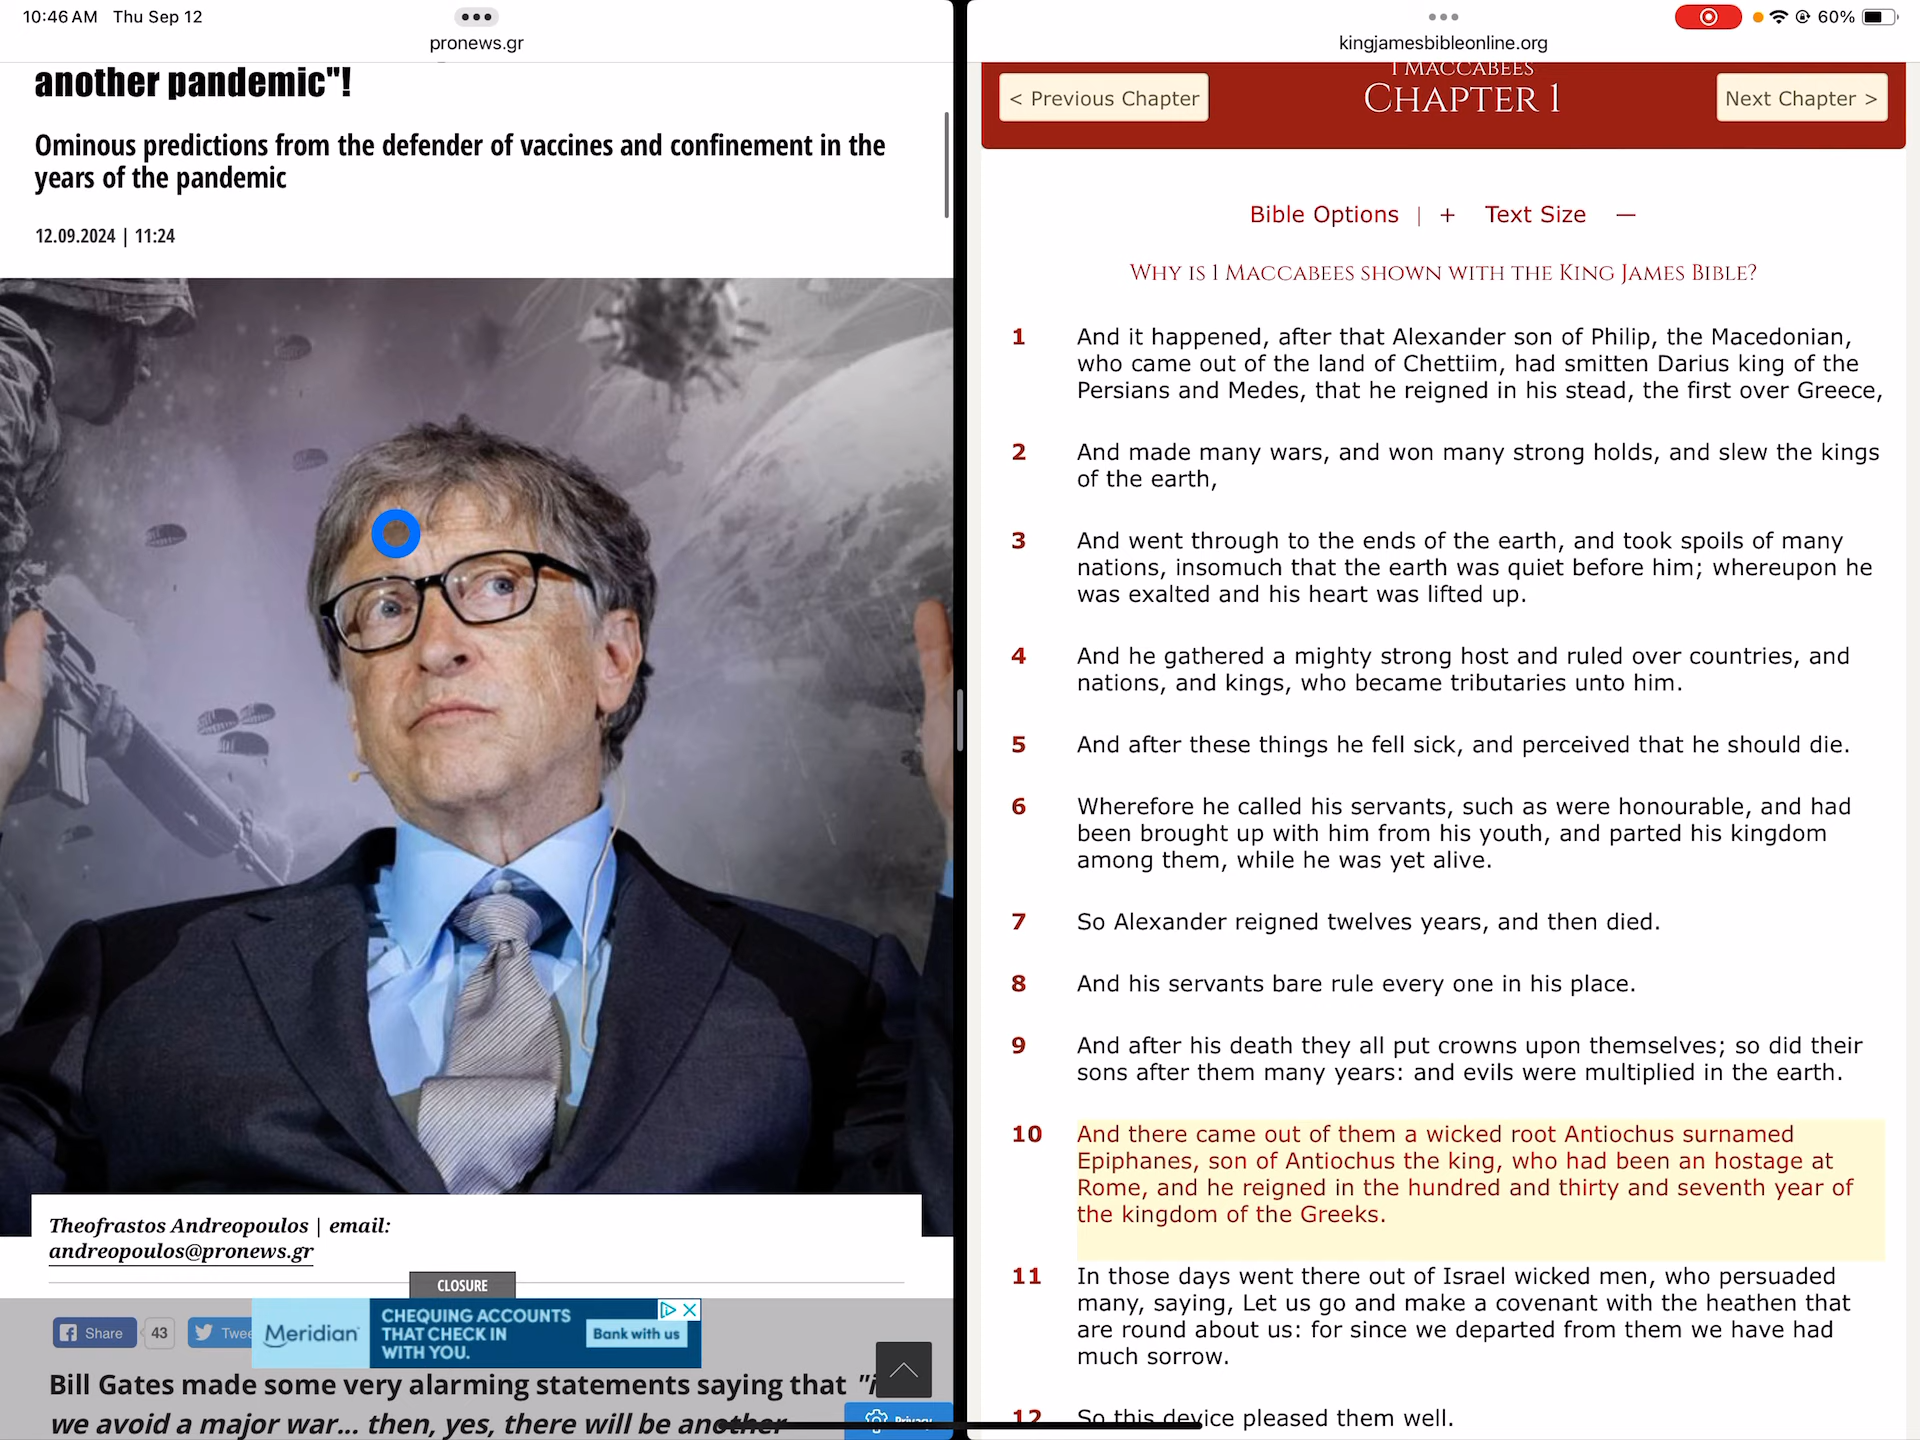 10:46 AM Thu Sep 12
pronews.gr
another pandemic"!
Ominous predictions from the defender of vaccines and confinement in the
years of the pandemic
12.09.2024 | 11:24
Theofrastos Andreopoulos | email:
andreopoulos@pronews.gr
CLOSURE
Share 43
Meridian
CHEQUING ACCOUNTS
THAT CHECK IN
WITH YOU.
Bank with us
Bill Gates made some very alarming statements saying that
we avoid a major war... then, yes, there will be another
Privacy
60%
kingjamesbibleonline.org
1 MACCABEES
< Previous Chapter
CHAPTER 1
Next Chapter >
Bible Options | + Text Size —
WHY IS 1 MACCABEES SHOWN WITH THE KING JAMES BIBLE?
1 And it happened, after that Alexander son of Philip, the Macedonian,
who came out of the land of Chettiim, had smitten Darius king of the
Persians and Medes, that he reigned in his stead, the first over Greece,
2 And made many wars, and won many strong holds, and slew the kings
of the earth,
3 And went through to the ends of the earth, and took spoils of many
nations, insomuch that the earth was quiet before him; whereupon he
was exalted and his heart was lifted up.
4 And he gathered a mighty strong host and ruled over countries, and
nations, and kings, who became tributaries unto him.
5 And after these things he fell sick, and perceived that he should die.
6 Wherefore he called his servants, such as were honourable, and had
been brought up with him from his youth, and parted his kingdom
among them, while he was yet alive.
7 So Alexander reigned twelves years, and then died.
8 And his servants bare rule every one in his place.
9 And after his death they all put crowns upon themselves; so did their
sons after them many years: and evils were multiplied in the earth.
10 And there came out of them a wicked root Antiochus surnamed
Epiphanes, son of Antiochus the king, who had been an hostage at
Rome, and he reigned in the hundred and thirty and seventh year of
the kingdom of the Greeks.
11 In those days went there out of Israel wicked men, who persuaded
many, saying, Let us go and make a covenant with the heathen that
are round about us: for since we departed from them we have had
much sorrow.
12 So this device pleased them well.